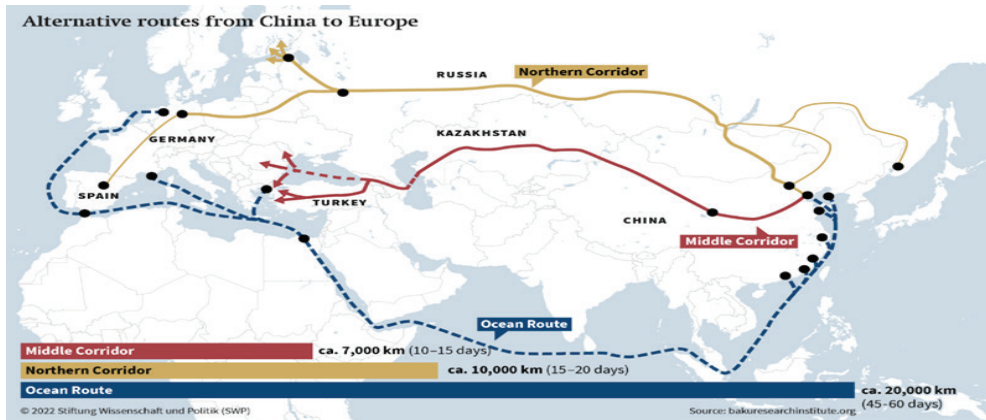 Alternative routes from China to Europe
RUSSIA
Northern Corridor
GERMANY
KAZAKHSTAN
SPAIN
TURKEY
CHINA
Middle Corridor
Ocean Route
Middle Corridor ca. 7,000 km (10–15 days)
Northern Corridor ca. 10,000 km (15–20 days)
Ocean Route ca. 20,000 km
(45-60 days)
© 2022 Stiftung Wissenschaft und Politik (SWP) Source: bakuresearchinstitute.org